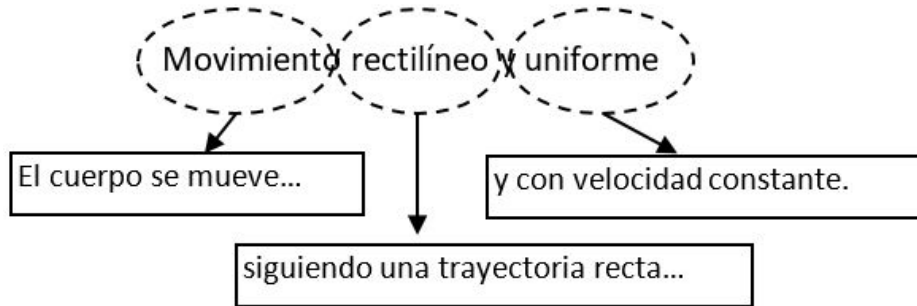 Movimiento rectilíneo y uniforme
El cuerpo se mueve...
y con velocidad constante.
siguiendo una trayectoria recta...